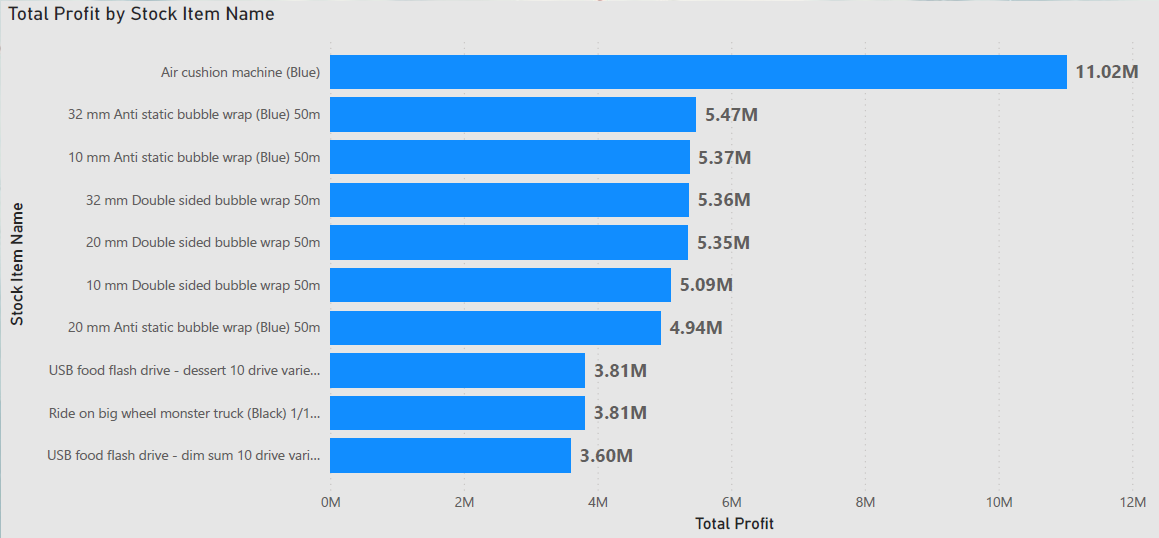 Total Profit by Stock Item Name
Air cushion machine (Blue) 11.02M
32 mm Anti static bubble wrap (Blue) 50m 5.47M
10 mm Anti static bubble wrap (Blue) 50m 5.37M
32 mm Double sided bubble wrap 50m 5.36M
20 mm Double sided bubble wrap 50m 5.35M
10 mm Double sided bubble wrap 50m 5.09M
20 mm Anti static bubble wrap (Blue) 50m 4.94M
USB food flash drive - dessert 10 drive varie... 3.81M
Ride on big wheel monster truck (Black) 1/1... 3.81M
USB food flash drive - dim sum 10 drive vari... 3.60M
Stock Item Name
0M 2M 4M 6M 8M 10M 12M
Total Profit